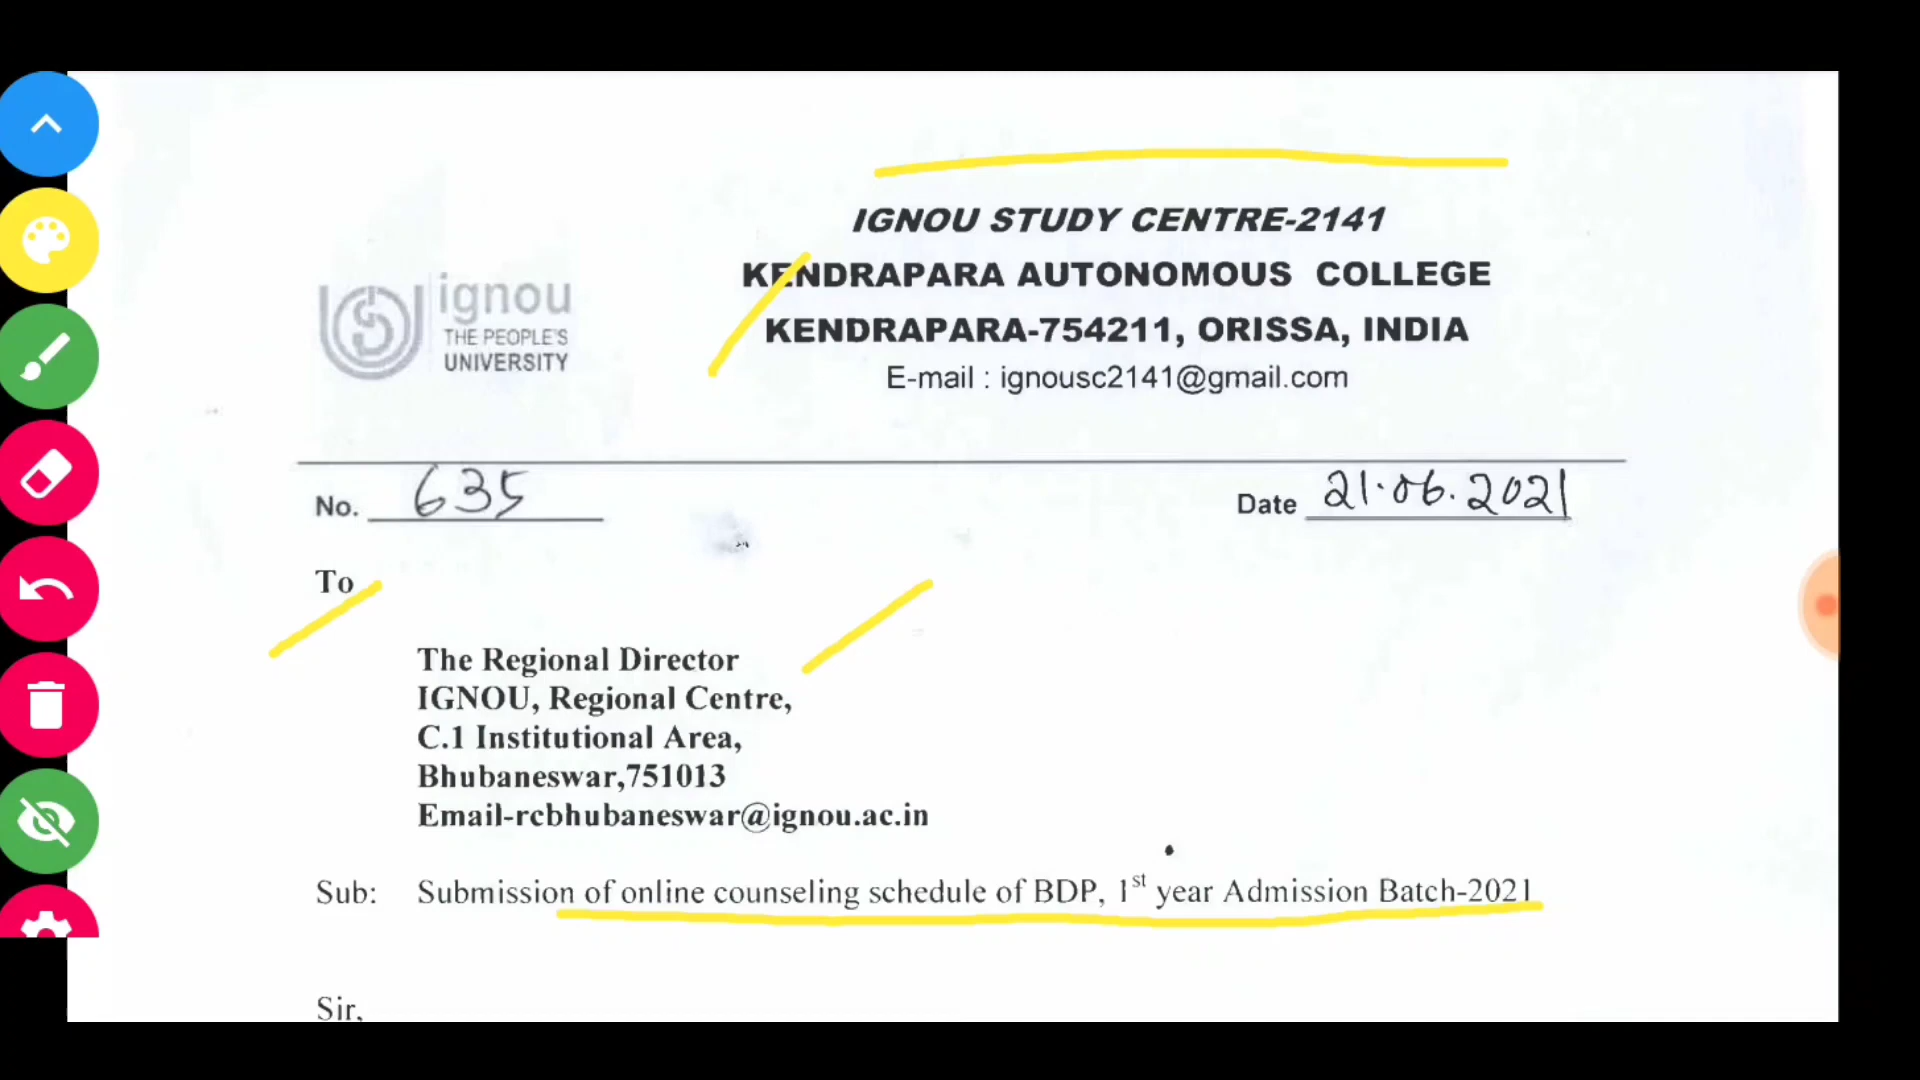 IGNOU STUDY CENTRE-2141
KENDRAPARA AUTONOMOUS COLLEGE
KENDRAPARA-754211, ORISSA, INDIA
E-mail : ignousc2141@gmail.com
ignou
THE PEOPLE'S
UNIVERSITY
No. 635
Date 21.06.2021
To
The Regional Director
IGNOU, Regional Centre,
C.1 Institutional Area,
Bhubaneswar,751013
Email-rcbhubaneswar@ignou.ac.in
Sub: Submission of online counseling schedule of BDP, 1st year Admission Batch-2021
Sir,